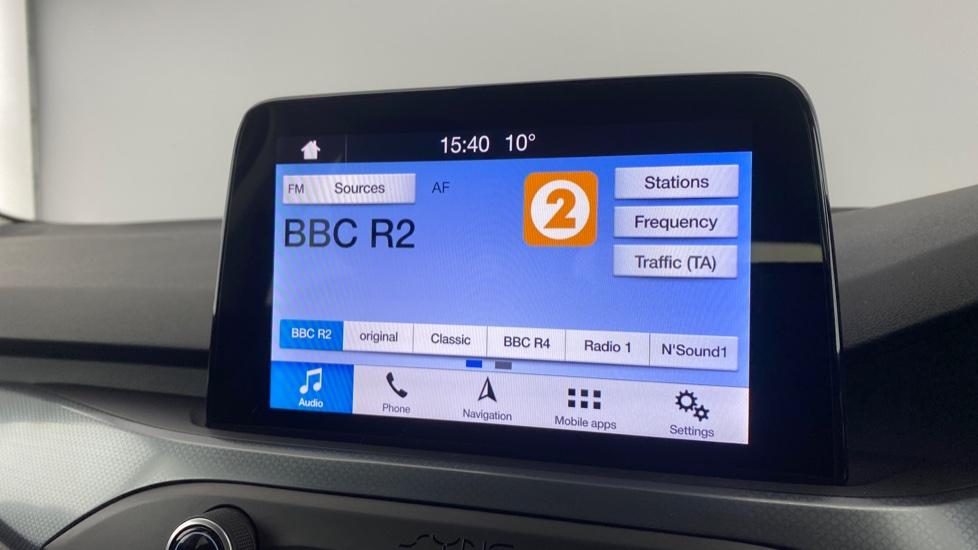 15:40 10°
FM Sources AF
2
Stations
BBC R2
Frequency
Traffic (TA)
BBC R2 original Classic BBC R4 Radio 1 N'Sound1
Audio Phone Navigation Mobile apps Settings